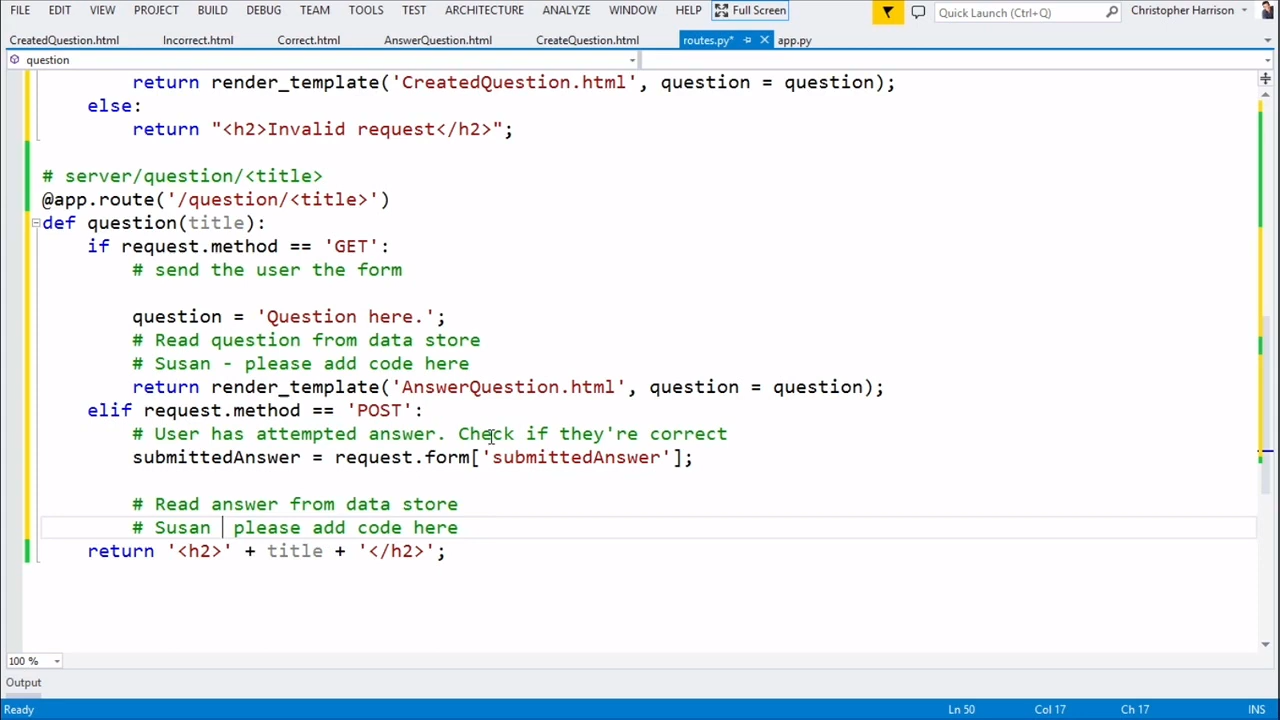 FILE EDIT VIEW PROJECT BUILD DEBUG TEAM TOOLS TEST ARCHITECTURE ANALYZE WINDOW HELP Full Screen Quick Launch (Ctrl+Q) Christopher Harrison
CreatedQuestion.html Incorrect.html Correct.html AnswerQuestion.html CreateQuestion.html routes.py* app.py
question
return render_template('CreatedQuestion.html', question = question);
else:
return "<h2>Invalid request</h2>";
# server/question/<title>
@app.route('/question/<title>')
def question(title):
if request.method == 'GET':
# send the user the form
question = 'Question here.';
# Read question from data store
# Susan - please add code here
return render_template('AnswerQuestion.html', question = question);
elif request.method == 'POST':
# User has attempted answer. Check if they're correct
submittedAnswer = request.form['submittedAnswer'];
# Read answer from data store
# Susan please add code here
return '<h2>' + title + '</h2>';
100 %
Output
Ready Ln 50 Col 17 Ch 17 INS